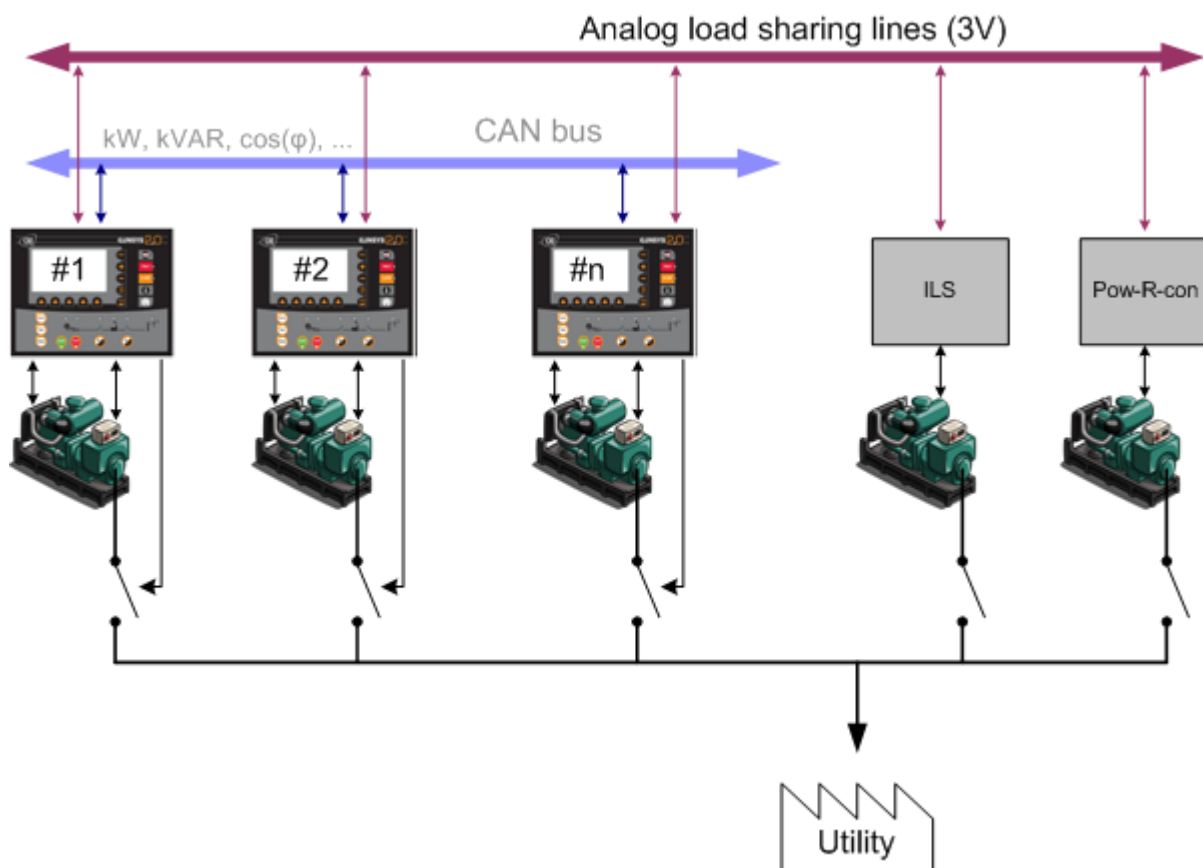 Analog load sharing lines (3V)
kW, kVAR, cos(φ), ...
CAN bus
#1
#2
#n
ILS
Pow-R-con
Utility